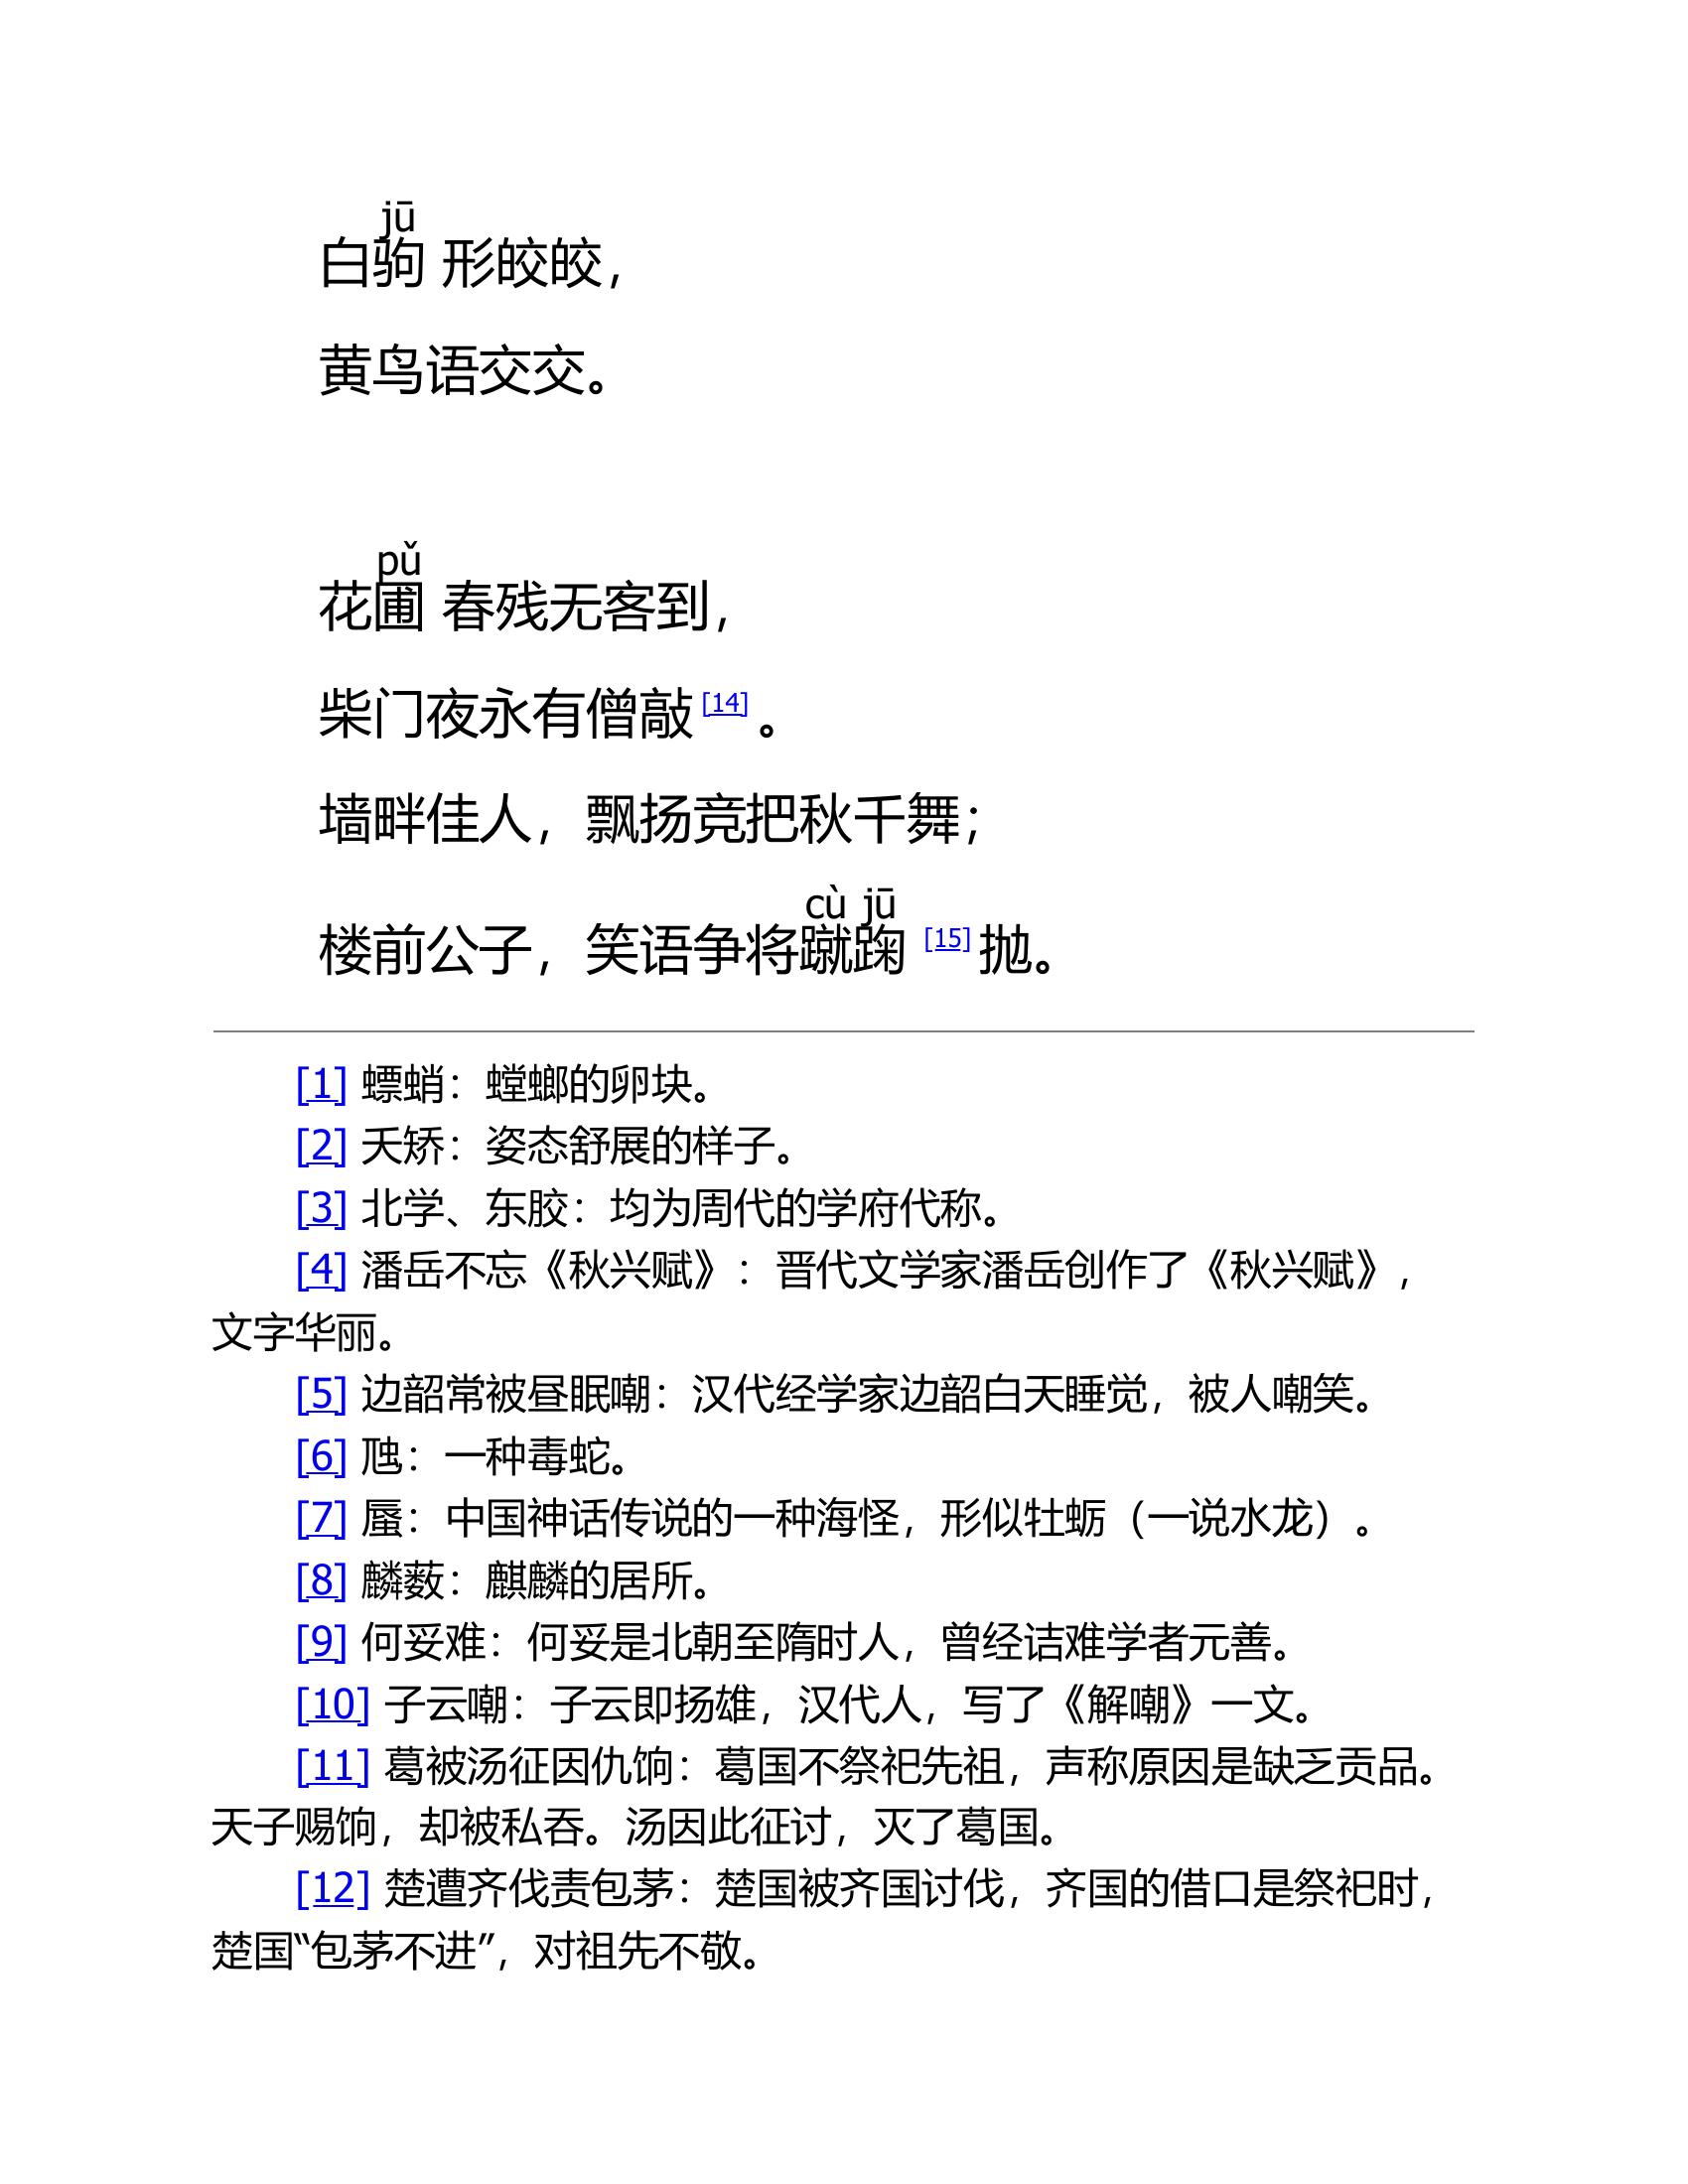 jū
白驹 形皎皎，
黄鸟语交交。
pǔ
花圃 春残无客到，
柴门夜永有僧敲[14]。
墙畔佳人，飘扬竞把秋千舞；
cù jū
楼前公子，笑语争将蹴踘 [15]抛。
[1] 螵蛸：螳螂的卵块。
[2] 夭矫：姿态舒展的样子。
[3] 北学、东胶：均为周代的学府代称。
[4] 潘岳不忘《秋兴赋》：晋代文学家潘岳创作了《秋兴赋》，
文字华丽。
[5] 边韶常被昼眠嘲：汉代经学家边韶白天睡觉，被人嘲笑。
[6] 虺：一种毒蛇。
[7] 蜃：中国神话传说的一种海怪，形似牡蛎（一说水龙）。
[8] 麟薮：麒麟的居所。
[9] 何妥难：何妥是北朝至隋时人，曾经诘难学者元善。
[10] 子云嘲：子云即扬雄，汉代人，写了《解嘲》一文。
[11] 葛被汤征因仇饷：葛国不祭祀先祖，声称原因是缺乏贡品。
天子赐饷，却被私吞。汤因此征讨，灭了葛国。
[12] 楚遭齐伐责包茅：楚国被齐国讨伐，齐国的借口是祭祀时，
楚国“包茅不进”，对祖先不敬。